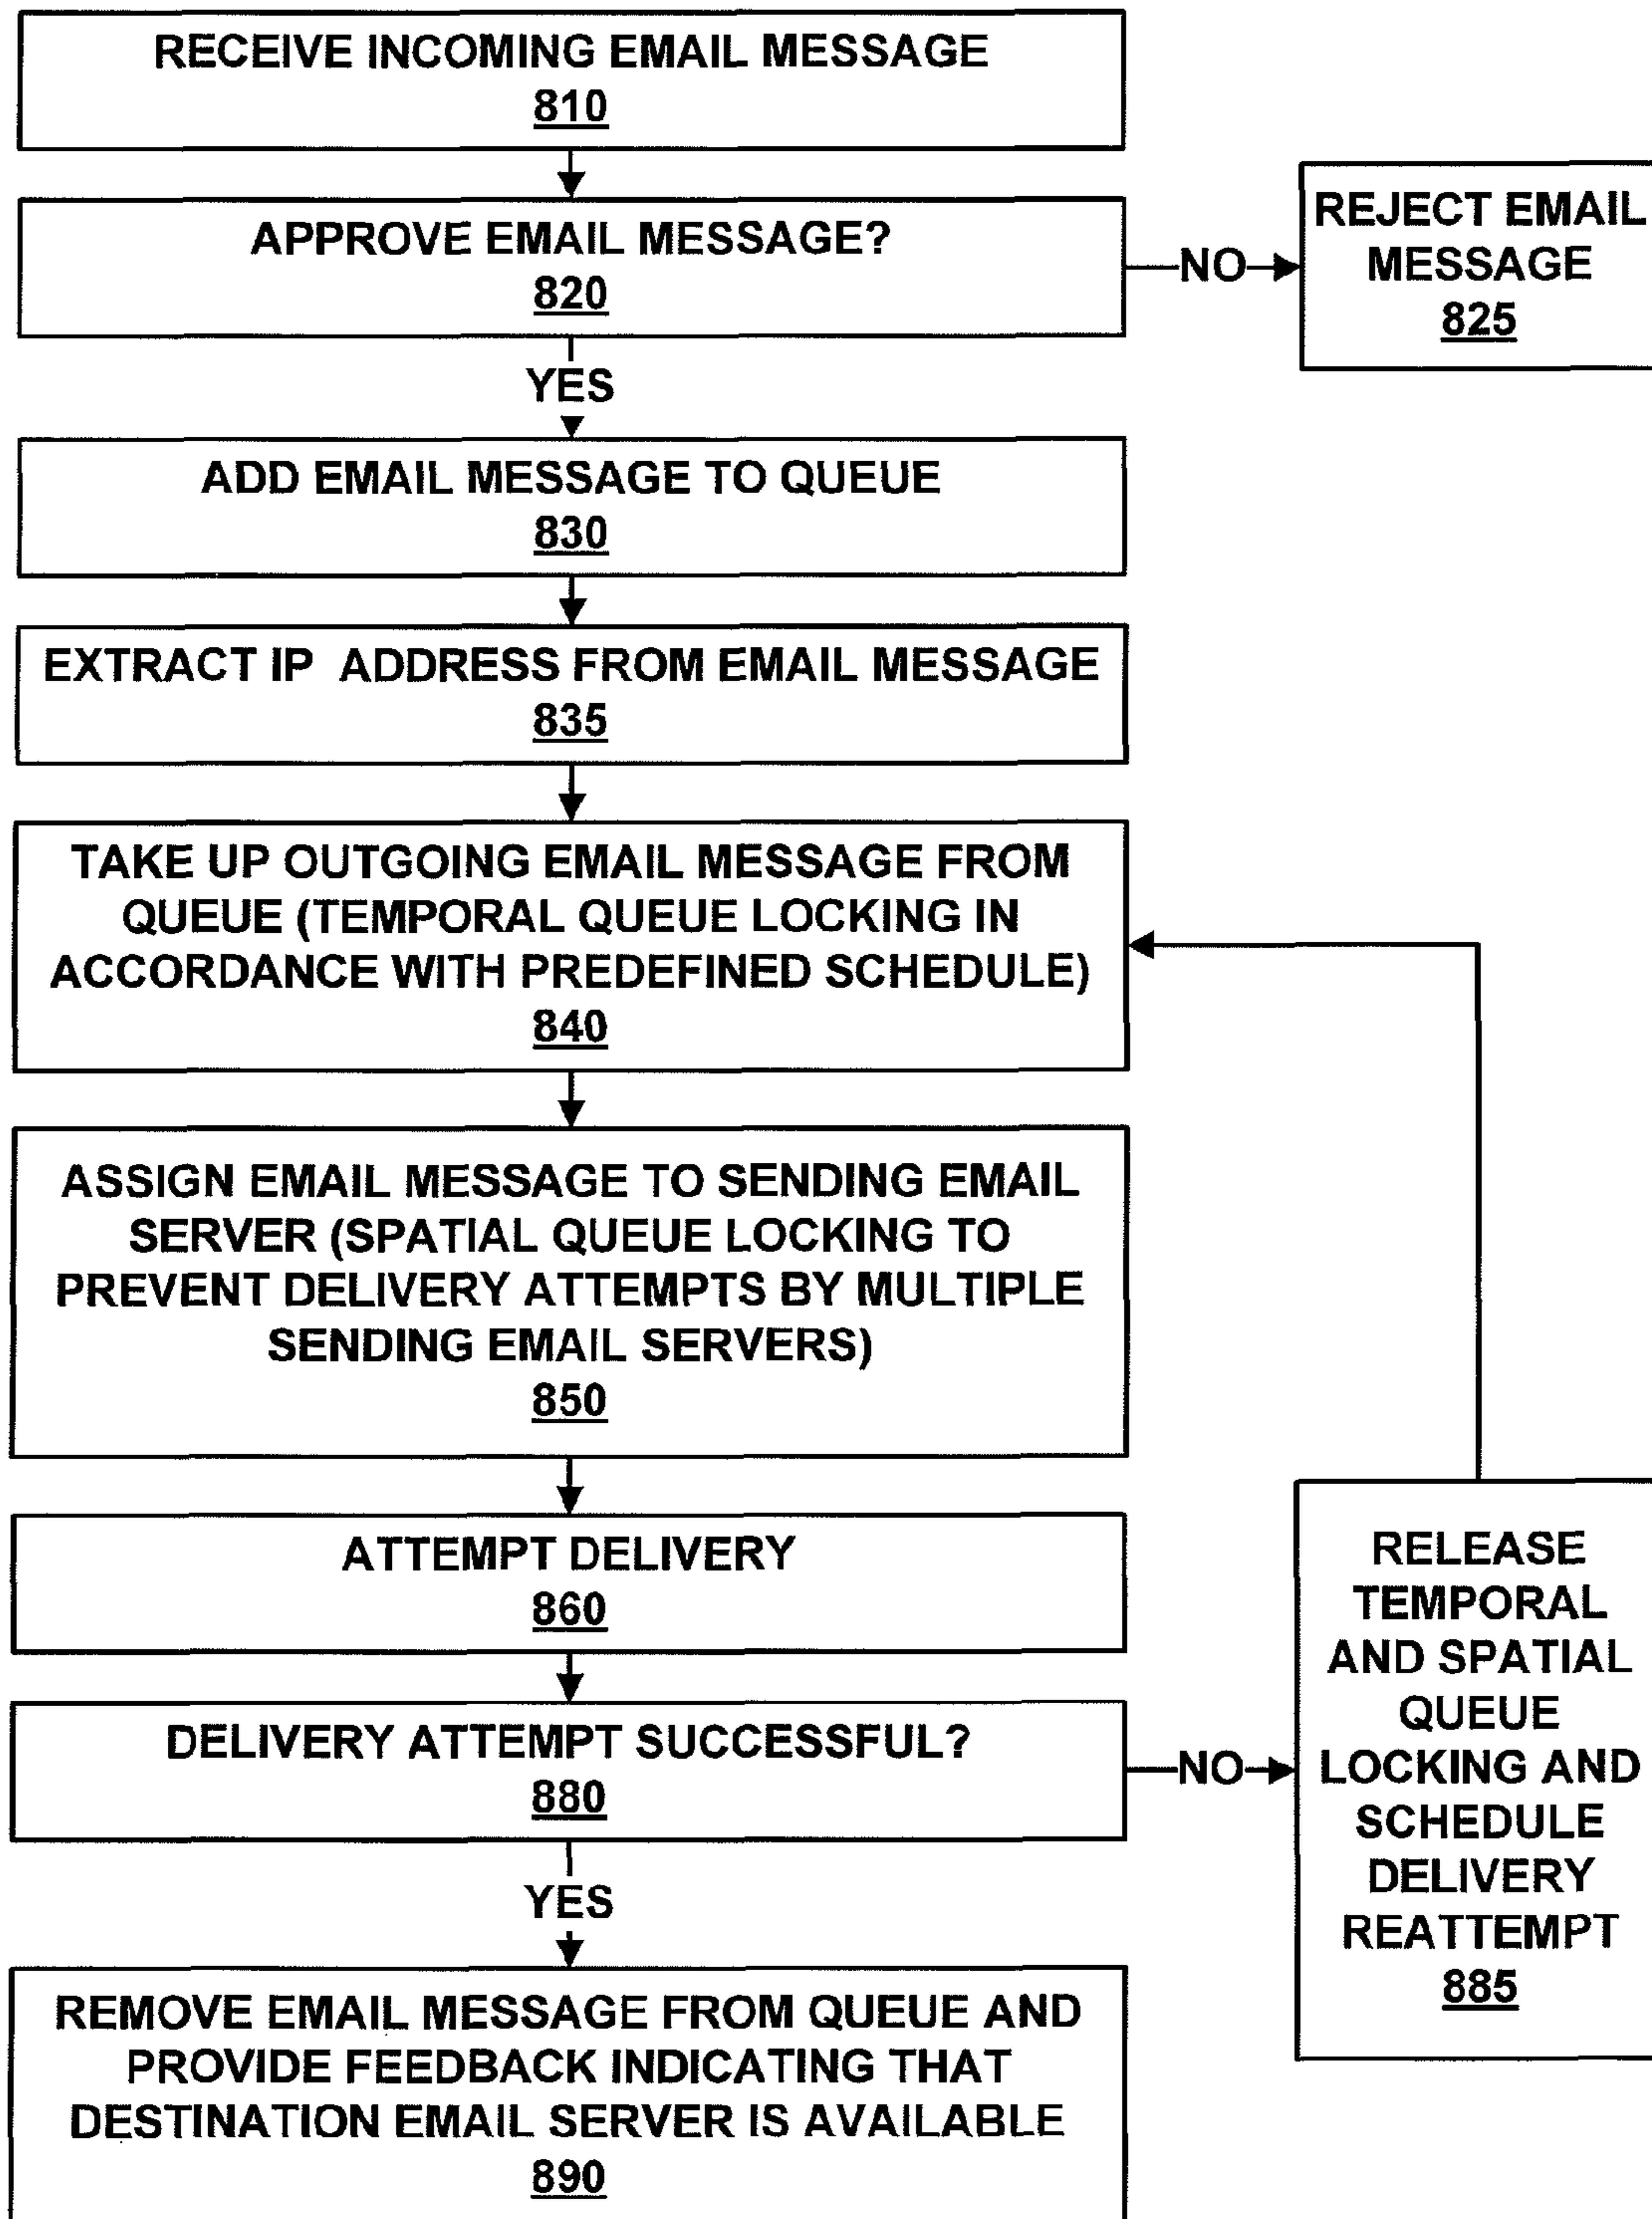 RECEIVE INCOMING EMAIL MESSAGE
810
APPROVE EMAIL MESSAGE?
820
NO
REJECT EMAIL
MESSAGE
825
YES
ADD EMAIL MESSAGE TO QUEUE
830
EXTRACT IP ADDRESS FROM EMAIL MESSAGE
835
TAKE UP OUTGOING EMAIL MESSAGE FROM
QUEUE (TEMPORAL QUEUE LOCKING IN
ACCORDANCE WITH PREDEFINED SCHEDULE)
840
ASSIGN EMAIL MESSAGE TO SENDING EMAIL
SERVER (SPATIAL QUEUE LOCKING TO
PREVENT DELIVERY ATTEMPTS BY MULTIPLE
SENDING EMAIL SERVERS)
850
ATTEMPT DELIVERY
860
DELIVERY ATTEMPT SUCCESSFUL?
880
NO
RELEASE
TEMPORAL
AND SPATIAL
QUEUE
LOCKING AND
SCHEDULE
DELIVERY
REATTEMPT
885
YES
REMOVE EMAIL MESSAGE FROM QUEUE AND
PROVIDE FEEDBACK INDICATING THAT
DESTINATION EMAIL SERVER IS AVAILABLE
890